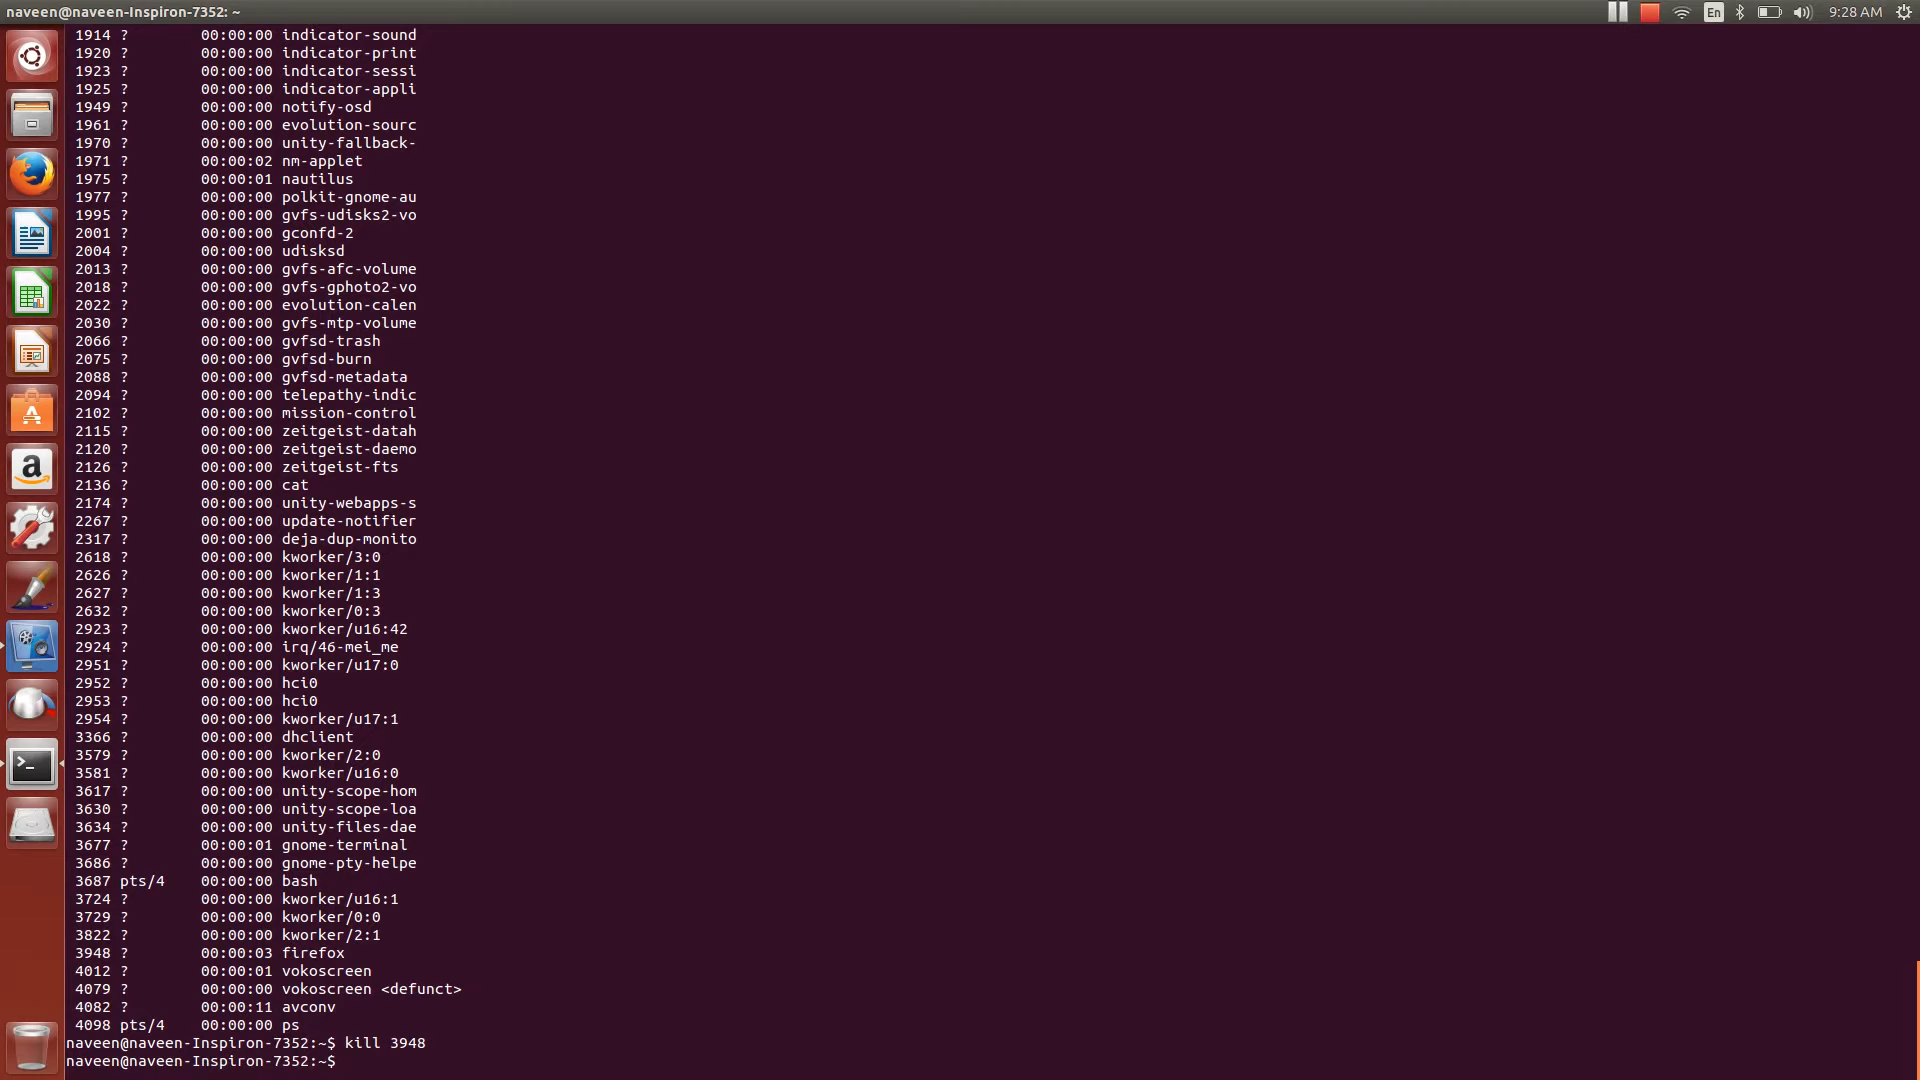 naveen@naveen-Inspiron-7352: ~
En
9:28 AM
1914 ?        00:00:00 indicator-sound
1920 ?        00:00:00 indicator-print
1923 ?        00:00:00 indicator-sessi
1925 ?        00:00:00 indicator-appli
1949 ?        00:00:00 notify-osd
1961 ?        00:00:00 evolution-sourc
1970 ?        00:00:00 unity-fallback-
1971 ?        00:00:02 nm-applet
1975 ?        00:00:01 nautilus
1977 ?        00:00:00 polkit-gnome-au
1995 ?        00:00:00 gvfs-udisks2-vo
2001 ?        00:00:00 gconfd-2
2004 ?        00:00:00 udisksd
2013 ?        00:00:00 gvfs-afc-volume
2018 ?        00:00:00 gvfs-gphoto2-vo
2022 ?        00:00:00 evolution-calen
2030 ?        00:00:00 gvfs-mtp-volume
2066 ?        00:00:00 gvfsd-trash
2075 ?        00:00:00 gvfsd-burn
2088 ?        00:00:00 gvfsd-metadata
2094 ?        00:00:00 telepathy-indic
2102 ?        00:00:00 mission-control
2115 ?        00:00:00 zeitgeist-datah
2120 ?        00:00:00 zeitgeist-daemo
2126 ?        00:00:00 zeitgeist-fts
2136 ?        00:00:00 cat
2174 ?        00:00:00 unity-webapps-s
2267 ?        00:00:00 update-notifier
2317 ?        00:00:00 deja-dup-monito
2618 ?        00:00:00 kworker/3:0
2626 ?        00:00:00 kworker/1:1
2627 ?        00:00:00 kworker/1:3
2632 ?        00:00:00 kworker/0:3
2923 ?        00:00:00 kworker/u16:42
2924 ?        00:00:00 irq/46-mei_me
2951 ?        00:00:00 kworker/u17:0
2952 ?        00:00:00 hci0
2953 ?        00:00:00 hci0
2954 ?        00:00:00 kworker/u17:1
3366 ?        00:00:00 dhclient
3579 ?        00:00:00 kworker/2:0
3581 ?        00:00:00 kworker/u16:0
3617 ?        00:00:00 unity-scope-hom
3630 ?        00:00:00 unity-scope-loa
3634 ?        00:00:00 unity-files-dae
3677 ?        00:00:01 gnome-terminal
3686 ?        00:00:00 gnome-pty-helpe
3687 pts/4    00:00:00 bash
3724 ?        00:00:00 kworker/u16:1
3729 ?        00:00:00 kworker/0:0
3822 ?        00:00:00 kworker/2:1
3948 ?        00:00:03 firefox
4012 ?        00:00:01 vokoscreen
4079 ?        00:00:00 vokoscreen <defunct>
4082 ?        00:00:11 avconv
4098 pts/4    00:00:00 ps
naveen@naveen-Inspiron-7352:~$ kill 3948
naveen@naveen-Inspiron-7352:~$